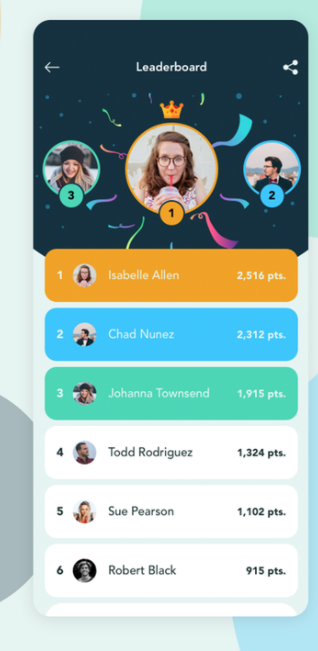 Leaderboard
3
1
2
1 Isabelle Allen 2,516 pts.
2 Chad Nunez 2,312 pts.
3 Johanna Townsend 1,915 pts.
4 Todd Rodriguez 1,324 pts.
5 Sue Pearson 1,102 pts.
6 Robert Black 915 pts.